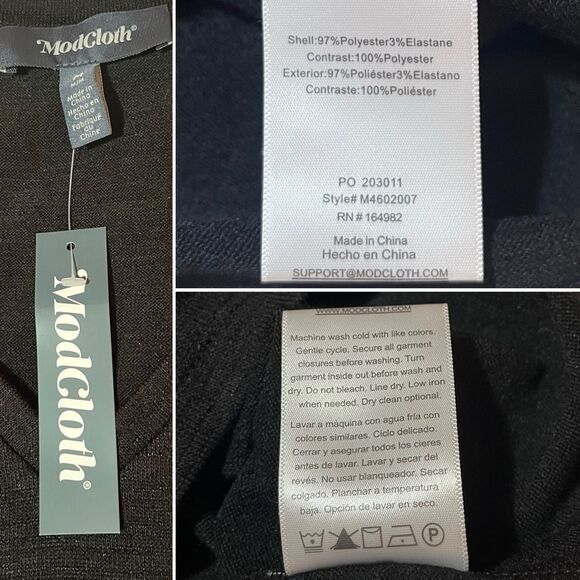 ModCloth®
M
M/M
Made in
China
Hecho en
China
Fabriqué
au
Chine
ModCloth®
Shell:97%Polyester3%Elastane
Contrast:100%Polyester
Exterior:97%Poliéster3%Elastano
Contraste:100%Poliéster
PO 203011
Style# M4602007
RN # 164982
Made in China
Hecho en China
SUPPORT@MODCLOTH.COM
WWW.MODCLOTH.COM
Machine wash cold with like colors.
Gentle cycle. Secure all garment
closures before washing. Turn
garment inside out before wash and
dry. Do not bleach. Line dry. Low iron
when needed. Dry clean optional.
Lavar a màquina con agua fría con
colores similares. Ciclo delicado.
Cerrar y asegurar todos los cieres
antes de lavar. Lavar y secar del
revés. No usar blanqueador. Secar
colgado. Planchar a temperatura
baja. Opción de lavar en seco.
P